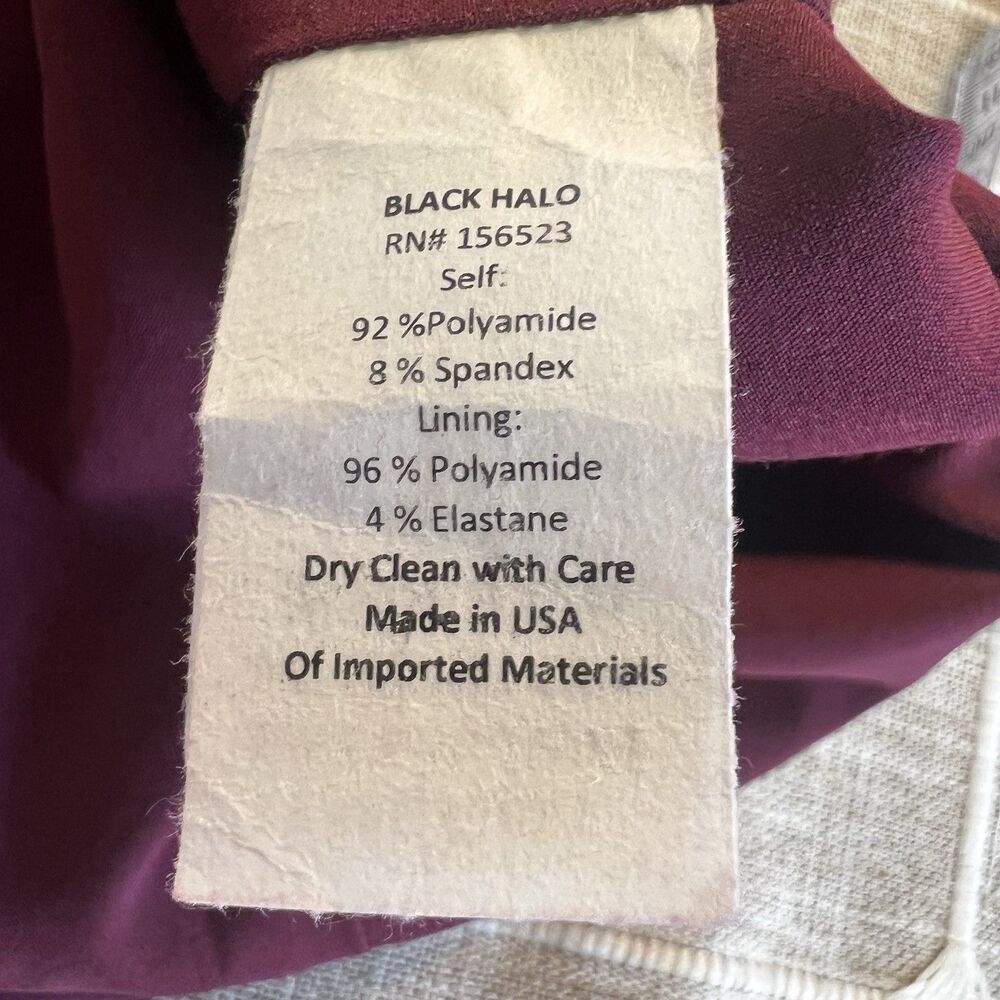 BLACK HALO
RN# 156523
Self:
92 %Polyamide
8 % Spandex
Lining:
96 % Polyamide
4 % Elastane
Dry Clean with Care
Made in USA
Of Imported Materials